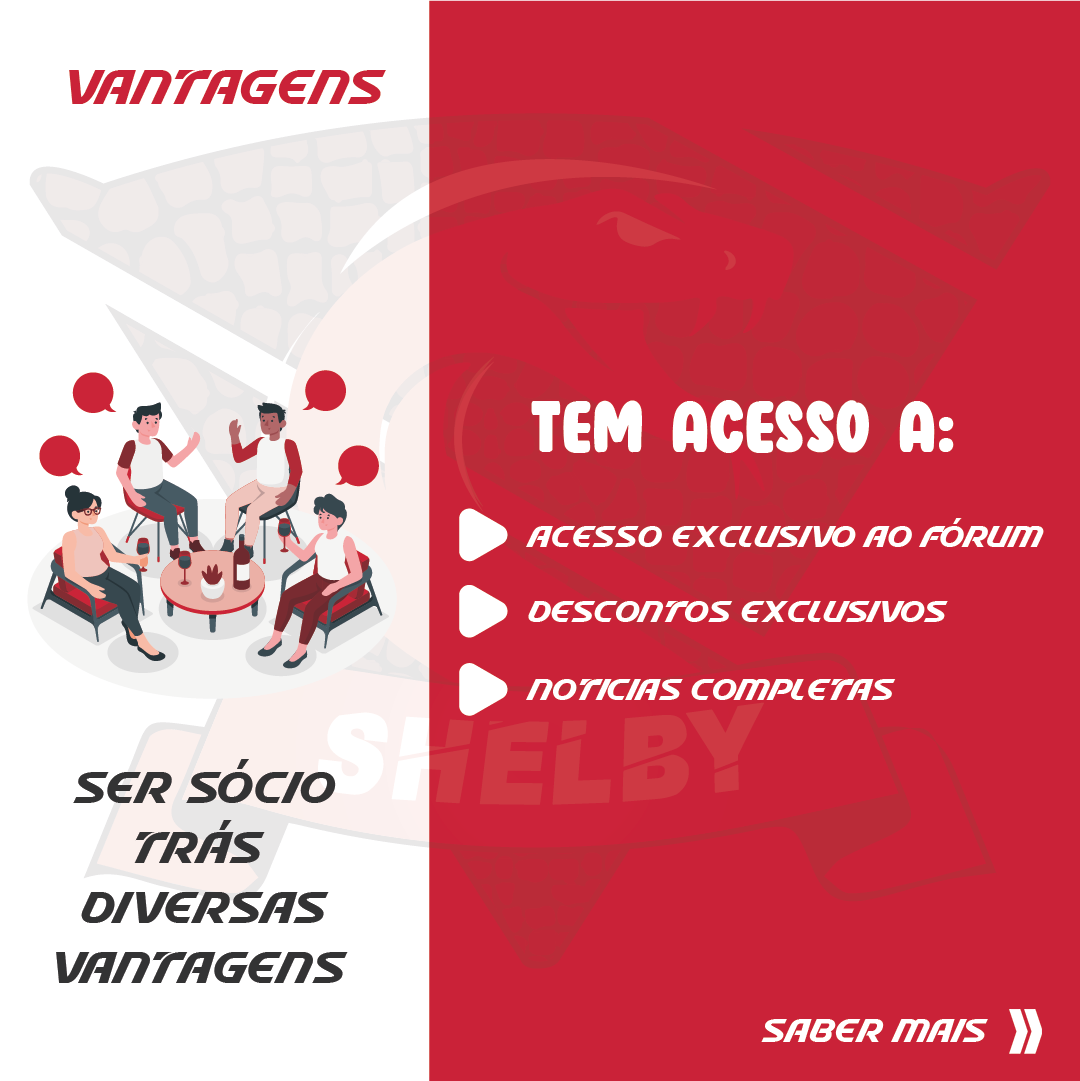 VANTAGENS
TEM ACESSO A:
ACESSO EXCLUSIVO AO FÓRUM
DESCONTOS EXCLUSIVOS
NOTICIAS COMPLETAS
SHELBY
SER SÓCIO
TRÁS
DIVERSAS
VANTAGENS
SABER MAIS